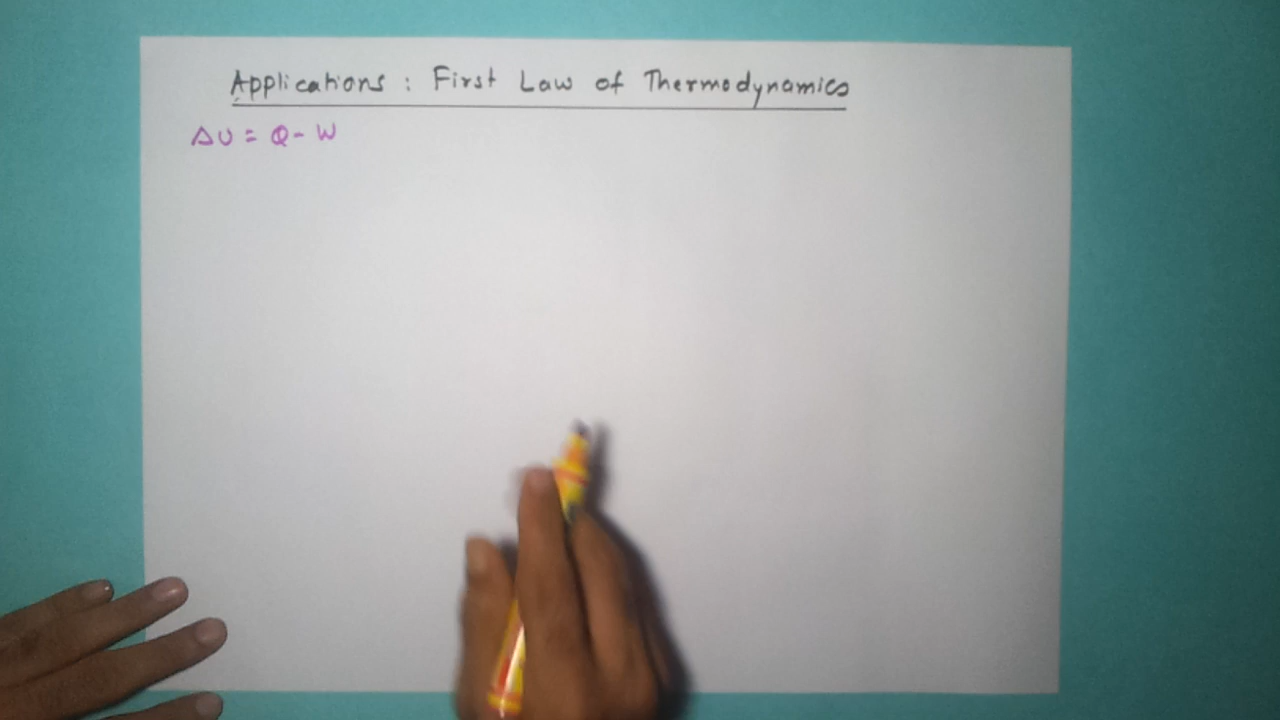 Applications : First Law of Thermodynamics
ΔU = Q - W